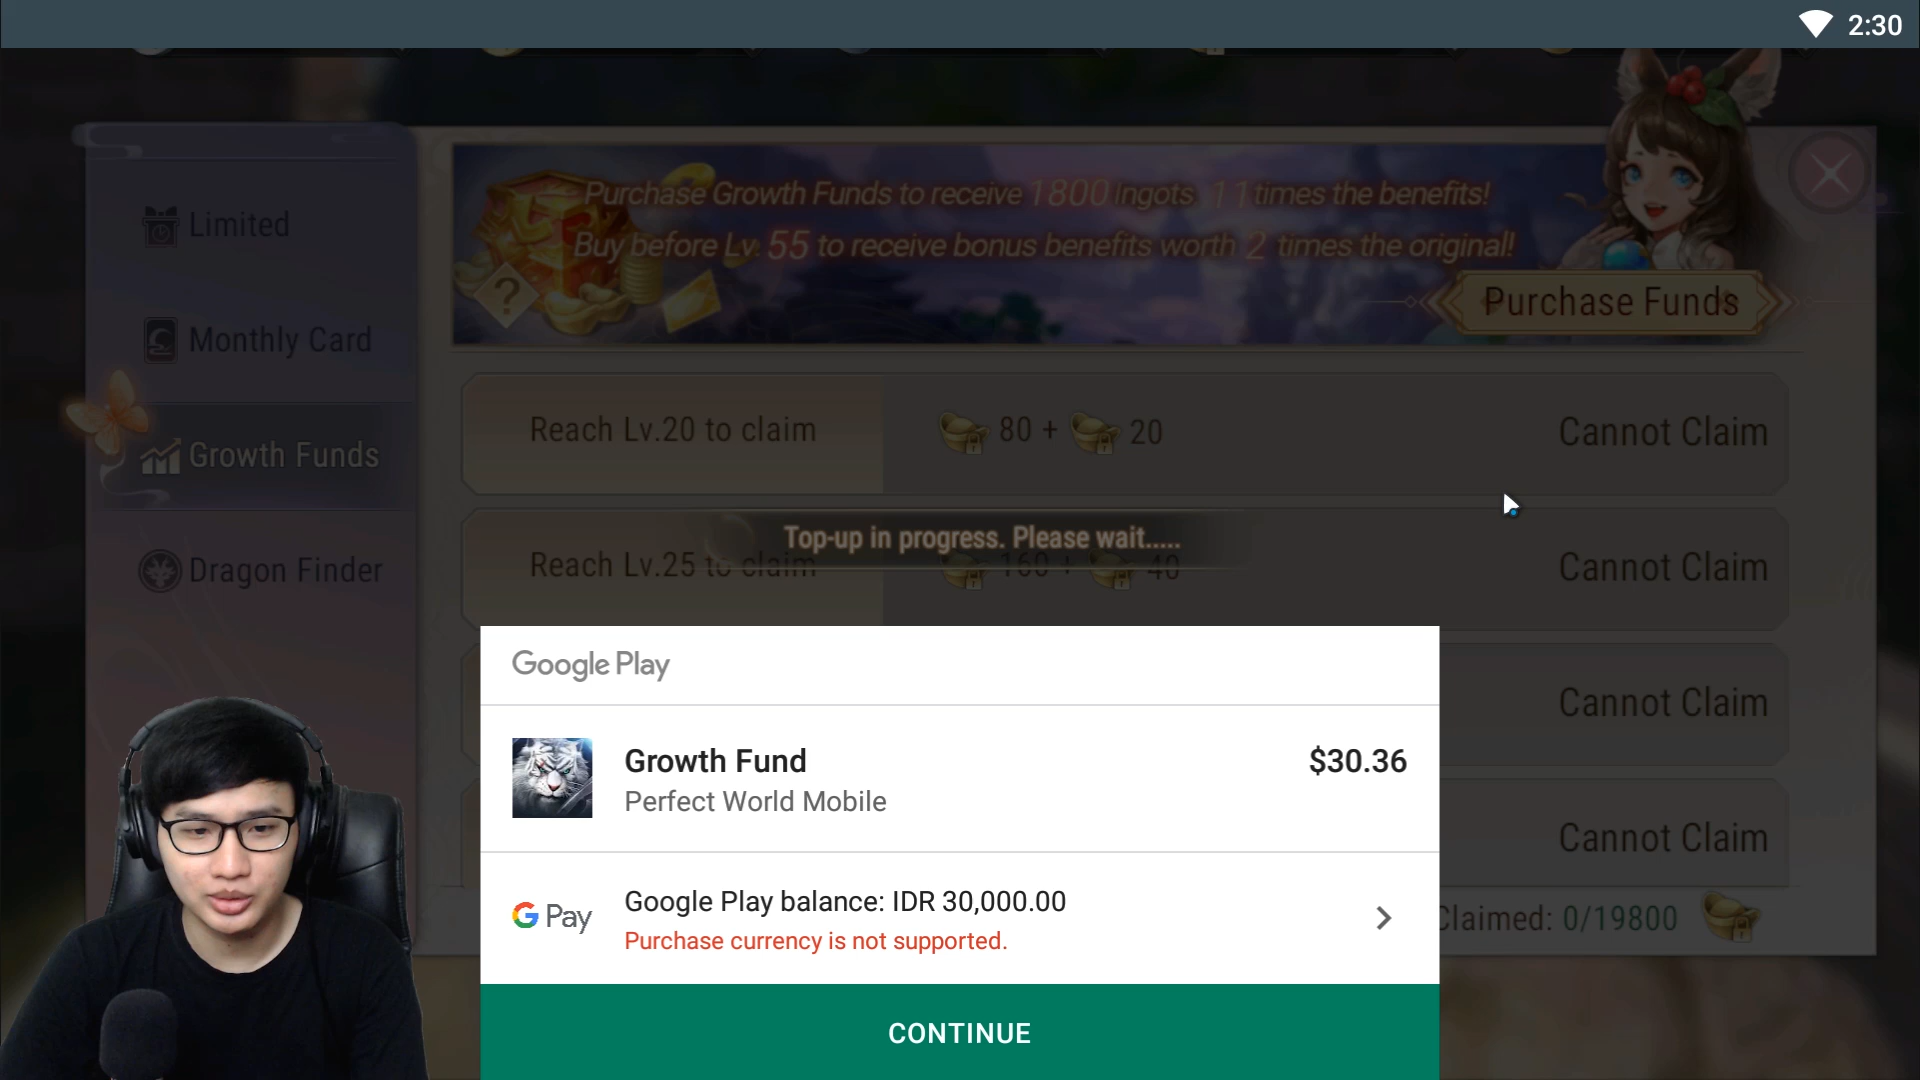 2:30
Limited
Monthly Card
Growth Funds
Dragon Finder
Purchase Growth Funds to receive 1800 Ingots. 11 times the benefits!
Buy before Lv. 55 to receive bonus benefits worth 2 times the original!
?
Purchase Funds
Reach Lv.20 to claim 80 + 20 Cannot Claim
Top-up in progress. Please wait.....
Reach Lv.25 to claim 160 + 40 Cannot Claim
Cannot Claim
Cannot Claim
Claimed: 0/19800
Google Play
Growth Fund $30.36
Perfect World Mobile
G Pay
Google Play balance: IDR 30,000.00
Purchase currency is not supported.
CONTINUE